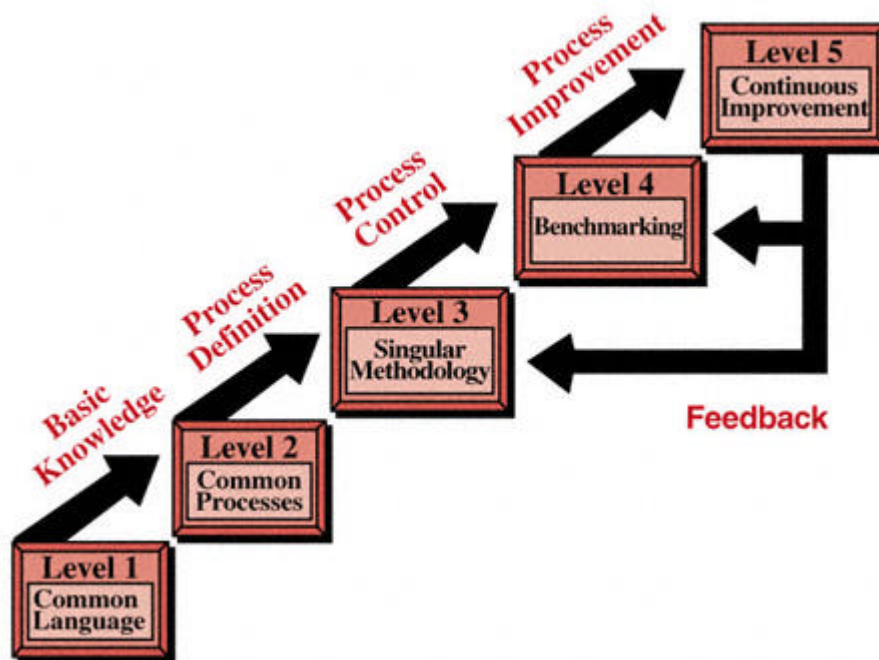 Level 5
Continuous
Improvement
Process
Improvement
Level 4
Benchmarking
Process
Control
Level 3
Singular
Methodology
Process
Definition
Feedback
Level 2
Common
Processes
Basic
Knowledge
Level 1
Common
Language